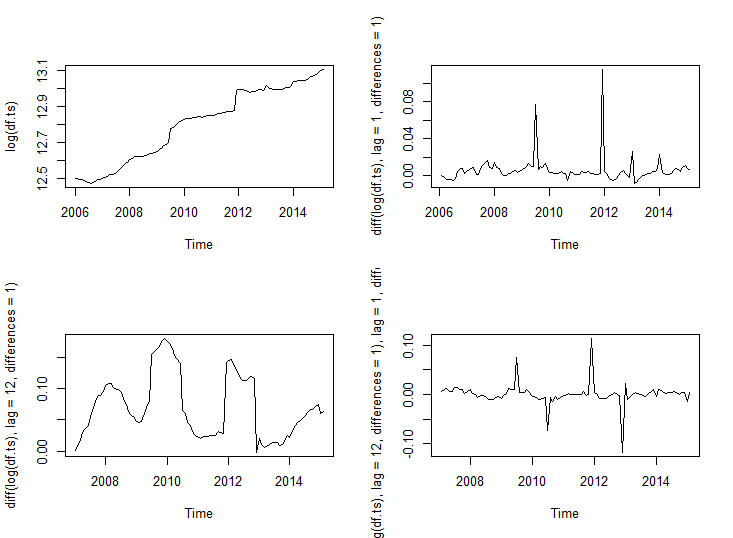 log(df.ts)
12.5 12.7 12.9 13.1
2006 2008 2010 2012 2014
Time
diff(log(df.ts), lag = 1, differences = 1)
0.00 0.04 0.08
2006 2008 2010 2012 2014
Time
diff(log(df.ts), lag = 12, differences = 1)
0.00 0.10
2008 2010 2012 2014
Time
g(df.ts), lag = 12, differences = 1), lag = 1, diff
-0.10 0.00 0.10
2008 2010 2012 2014
Time